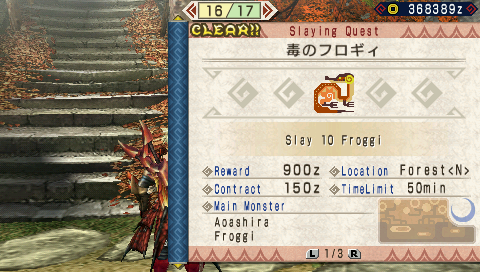 16 / 17
368389z
CLEAR!!
Slaying Quest
毒のフロギィ
Slay 10 Froggi
Reward 900z
Location Forest<N>
Contract 150z
TimeLimit 50min
Main Monster
Aoashira
Froggi
L 1/3 R